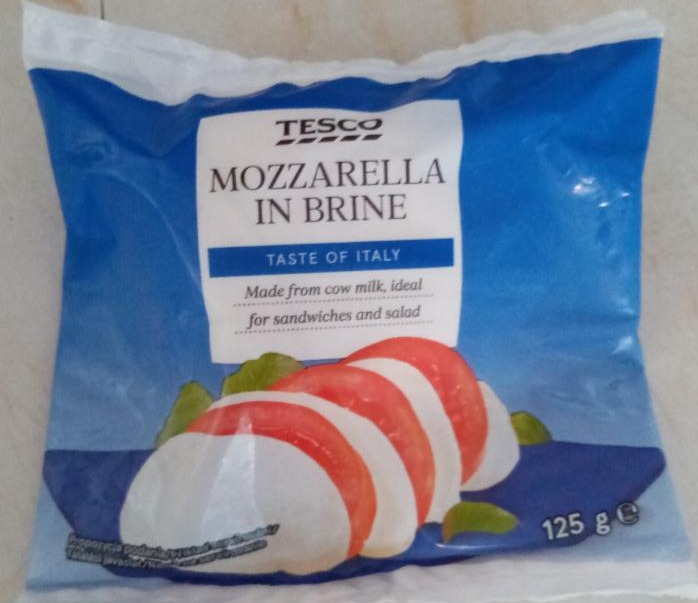 TESCO
MOZZARELLA
IN BRINE
TASTE OF ITALY
Made from cow milk, ideal
for sandwiches and salad
125 g ℮